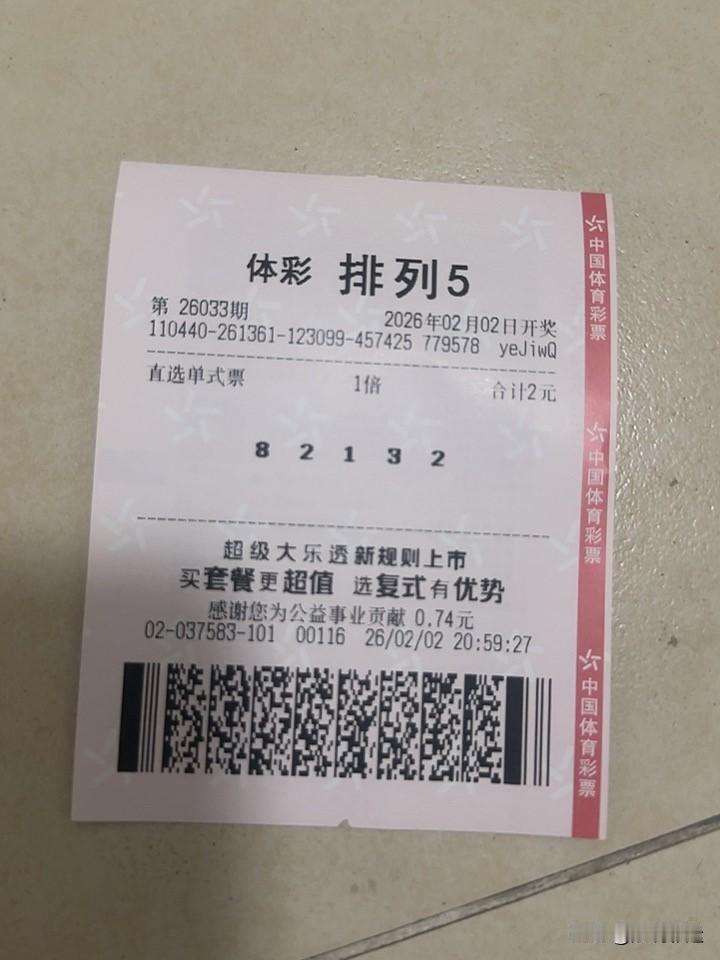 体彩 排列5
第 26033期
2026年02月02日开奖
110440-261361-123099-457425 779578 yeJiwQ
直选单式票 1倍 合计2元
8 2 1 3 2
超级大乐透新规则上市
买套餐更超值 选复式有优势
感谢您为公益事业贡献 0.74元
02-037583-101 00116 26/02/02 20:59:27
中国体育彩票
中国体育彩票
中国体育彩票